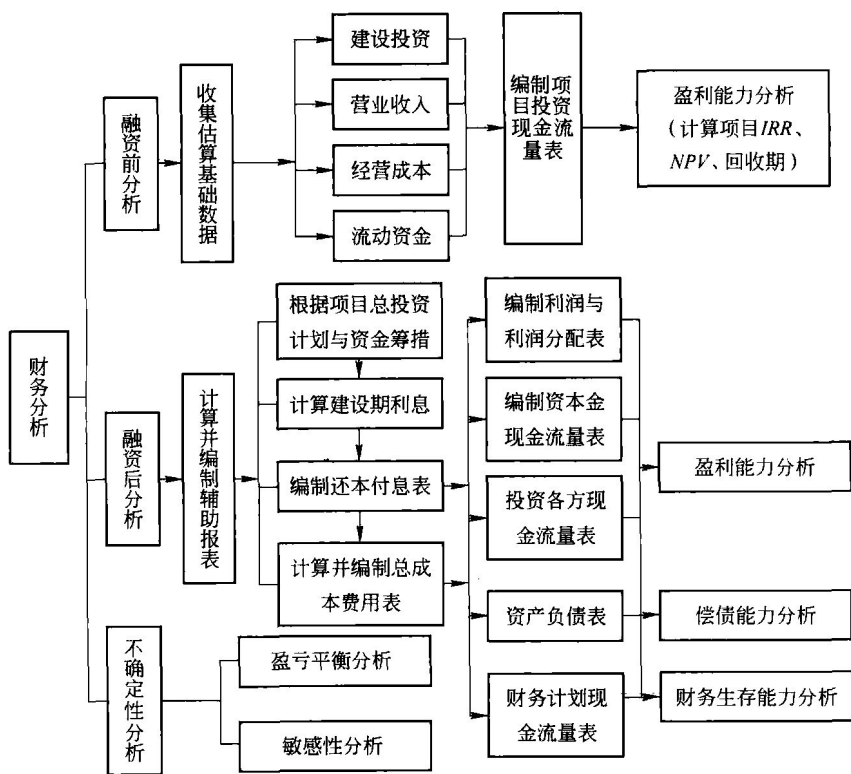 财务分析
融资前分析
收集估算基础数据
建设投资
营业收入
经营成本
流动资金
编制项
目投资
现金流
量表
盈利能力分析
（计算项目IRR、
NPV、回收期）
融资后分析
计算并编制辅助报表
根据项目总投资
计划与资金筹措
计算建设期利息
编制还本付息表
计算并编制总成
本费用表
编制利润与
利润分配表
编制资本金
现金流量表
投资各方现
金流量表
资产负债表
财务计划现
金流量表
盈利能力分析
偿债能力分析
财务生存能力分析
不确定性分析
盈亏平衡分析
敏感性分析